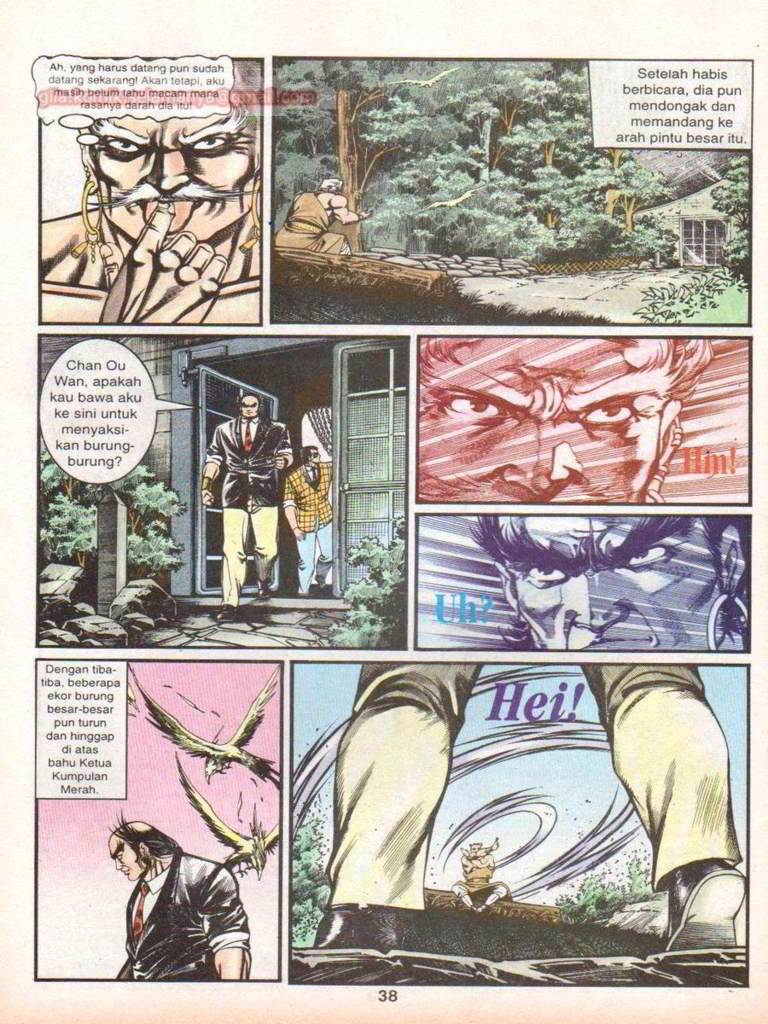 Ah, yang harus datang pun sudah
datang sekarang! Akan tetapi, aku
masih belum tahu macam mana
rasanya darah dia itu!
Setelah habis
berbicara, dia pun
mendongak dan
memandang ke
arah pintu besar itu.
Chan Ou
Wan, apakah
kau bawa aku
ke sini untuk
menyaksi-
kan burung-
burung?
Hm!
Uh?
Dengan tiba-
tiba, beberapa
ekor burung
besar-besar
pun turun
dan hinggap
di atas
bahu Ketua
Kumpulan
Merah.
Hei!
38